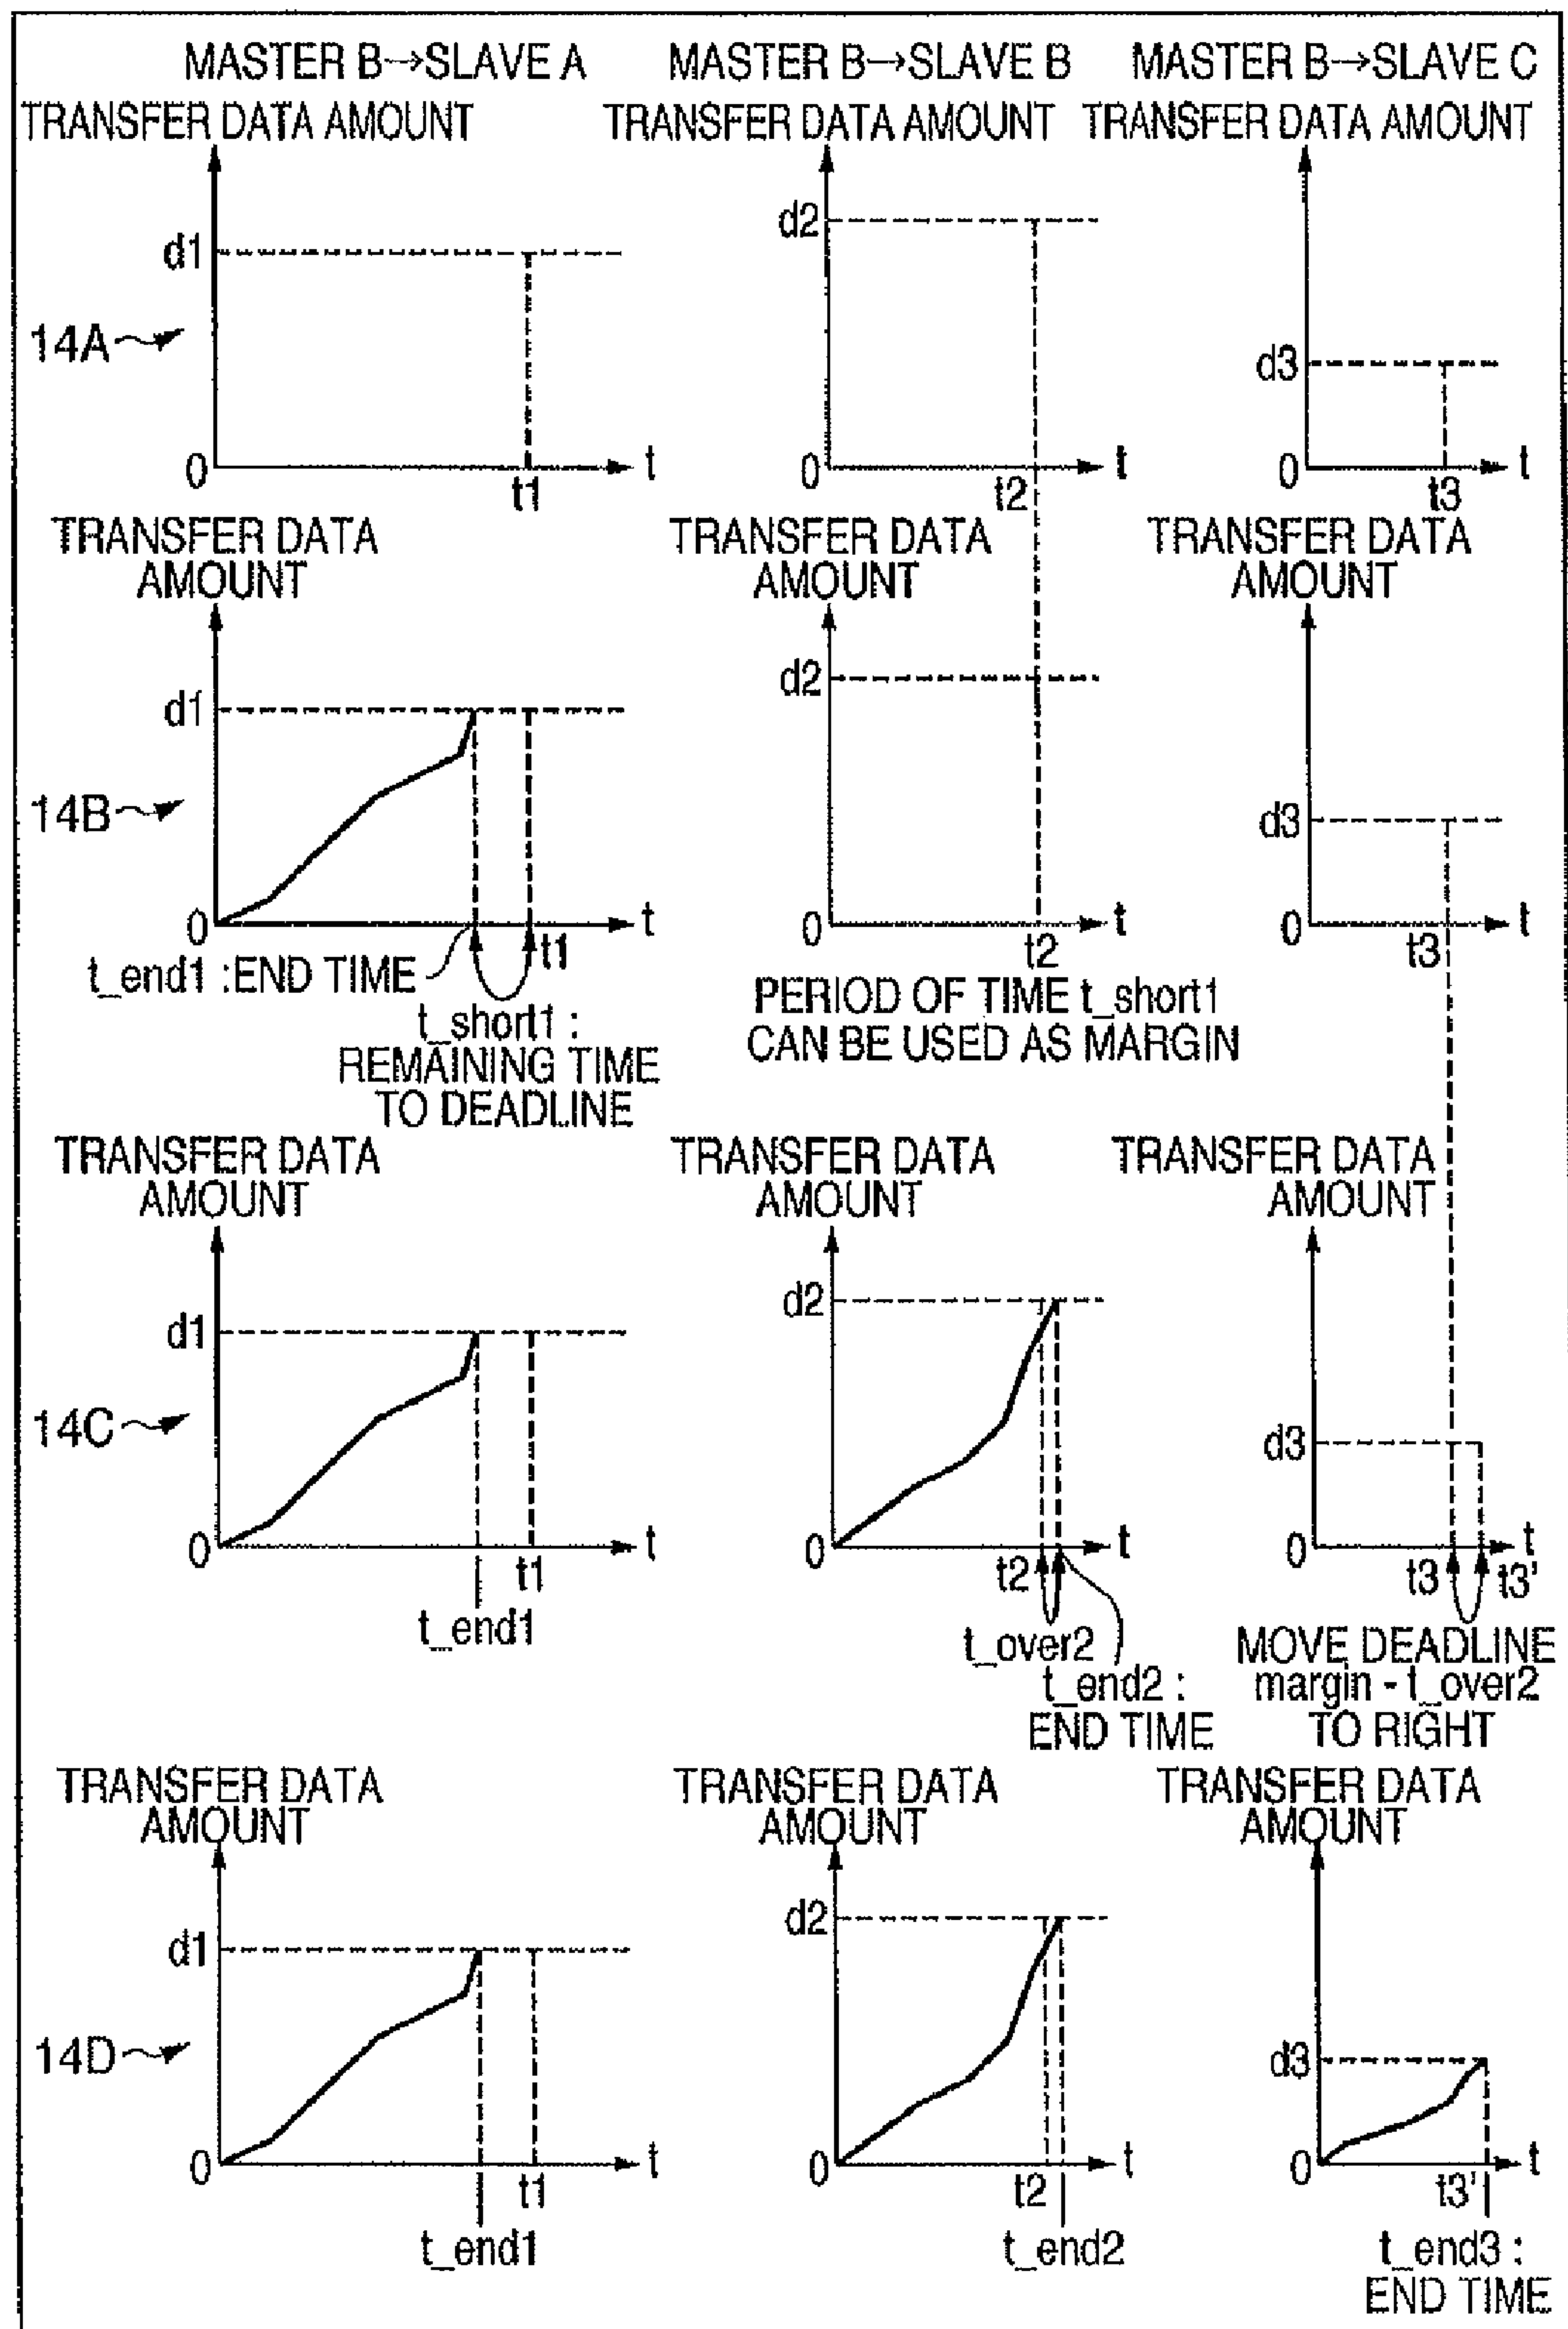 MASTER B→SLAVE A
MASTER B→SLAVE B
MASTER B→SLAVE C
TRANSFER DATA AMOUNT
TRANSFER DATA AMOUNT
TRANSFER DATA AMOUNT
14A
d1
0
t1
t
d2
0
t2
t
d3
0
t3
t
14B
TRANSFER DATA
AMOUNT
d1
0
t1
t
t_end1 :END TIME
t_short1 :
REMAINING TIME
TO DEADLINE
TRANSFER DATA
AMOUNT
d2
0
t2
t
PERIOD OF TIME t_short1
CAN BE USED AS MARGIN
TRANSFER DATA
AMOUNT
d3
0
t3
t
14C
TRANSFER DATA
AMOUNT
d1
0
t1
t
t_end1
TRANSFER DATA
AMOUNT
d2
0
t2
t
t_over2
t_end2 :
END TIME
TRANSFER DATA
AMOUNT
d3
0
t3
t
t3'
MOVE DEADLINE
margin - t_over2
TO RIGHT
14D
TRANSFER DATA
AMOUNT
d1
0
t1
t
t_end1
TRANSFER DATA
AMOUNT
d2
0
t2
t
t_end2
TRANSFER DATA
AMOUNT
d3
0
t3'
t
t_end3 :
END TIME